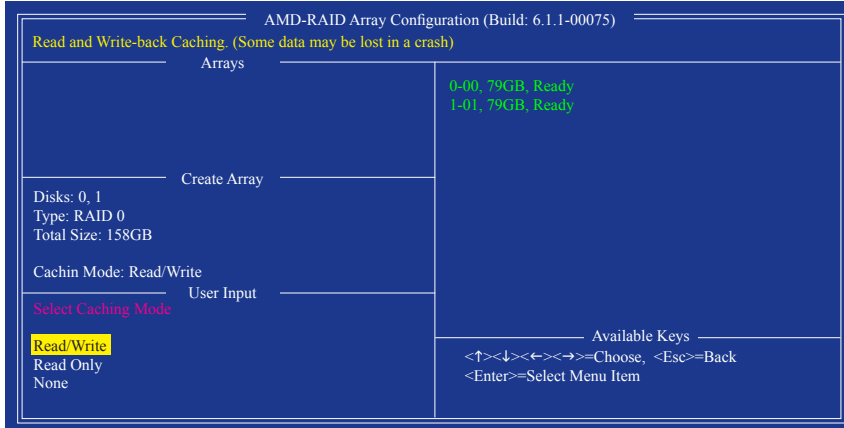 AMD-RAID Array Configuration (Build: 6.1.1-00075)
Read and Write-back Caching. (Some data may be lost in a crash)
Arrays
0-00, 79GB, Ready
1-01, 79GB, Ready
Create Array
Disks: 0, 1
Type: RAID 0
Total Size: 158GB
Cachin Mode: Read/Write
User Input
Select Caching Mode
Read/Write
Read Only
None
Available Keys
<↑><↓><←><→>=Choose, <Esc>=Back
<Enter>=Select Menu Item